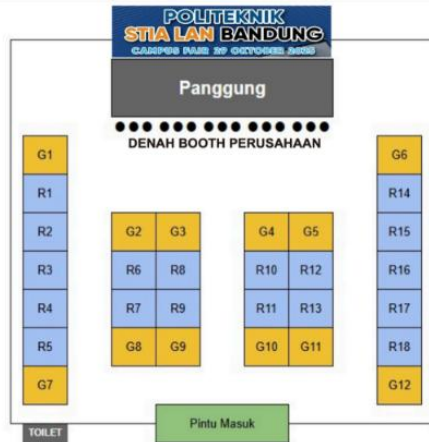 POLITEKNIK
STIA LAN BANDUNG
CAMPUS FAIR 29 OKTOBER 2025
Panggung
DENAH BOOTH PERUSAHAAN
G1
R1
R2
R3
R4
R5
G7
G2 G3
R6 R8
R7 R9
G8 G9
G4 G5
R10 R12
R11 R13
G10 G11
G6
R14
R15
R16
R17
R18
G12
TOILET
Pintu Masuk